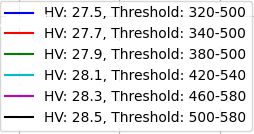 HV: 27.5, Threshold: 320-500
HV: 27.7, Threshold: 340-500
HV: 27.9, Threshold: 380-500
HV: 28.1, Threshold: 420-540
HV: 28.3, Threshold: 460-580
HV: 28.5, Threshold: 500-580